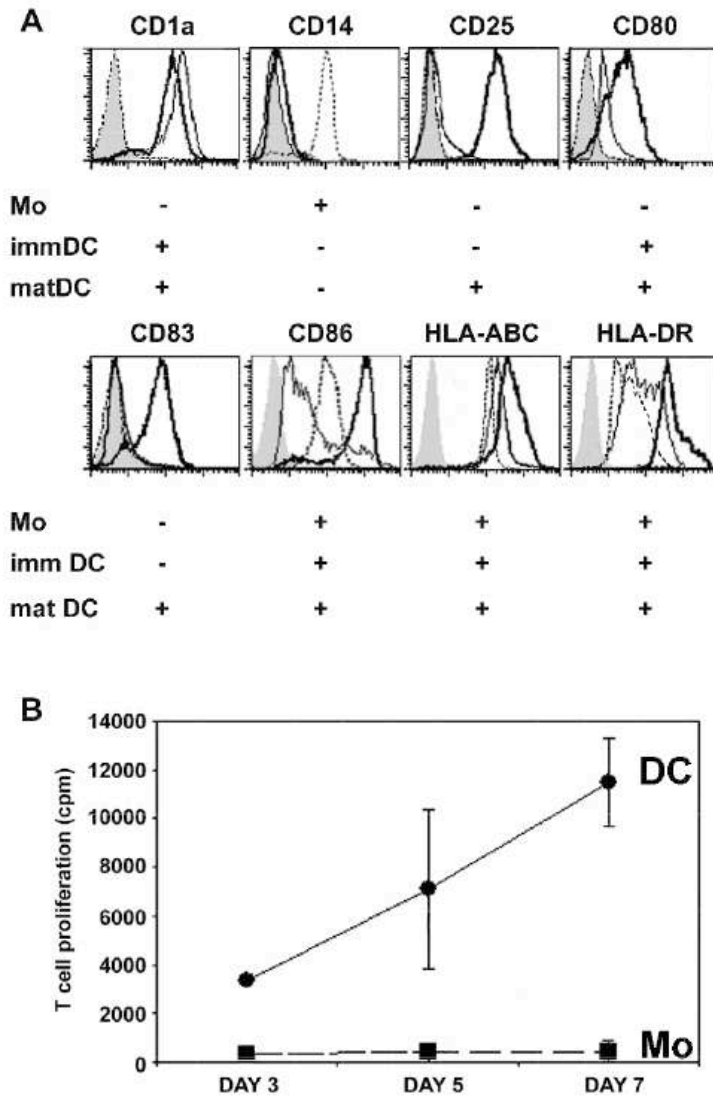 A
CD1a CD14 CD25 CD80
Mo - + - -
immDC + - - +
matDC + - + +
CD83 CD86 HLA-ABC HLA-DR
Mo - + + +
imm DC - + + +
mat DC + + + +
B
T cell proliferation (cpm)
14000
12000
10000
8000
6000
4000
2000
0
DC
Mo
DAY 3 DAY 5 DAY 7